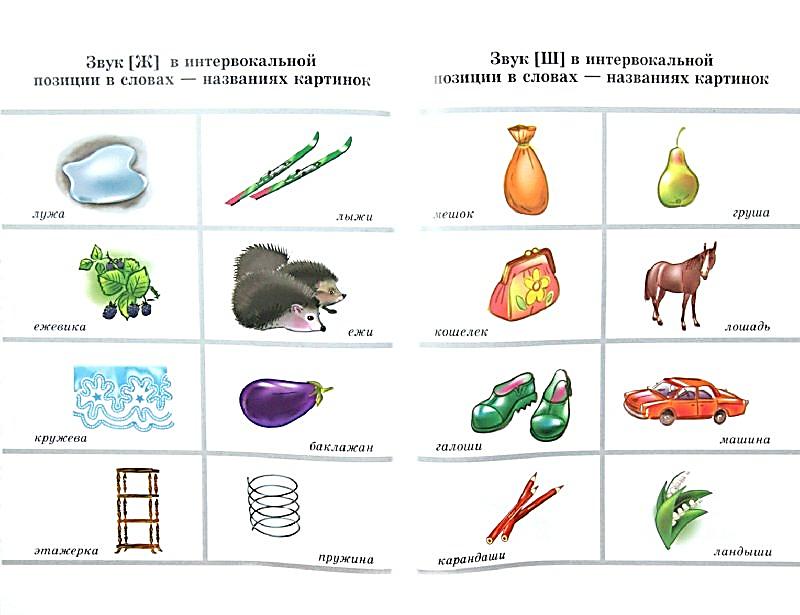 Звук [Ж] в интервокальной
позиции в словах — названиях картинок
лужа
лыжи
ежевика
ежи
кружева
баклажан
этажерка
пружина
Звук [Ш] в интервокальной
позиции в словах — названиях картинок
мешок
груша
кошелек
лошадь
галоши
машина
карандаши
ландыши